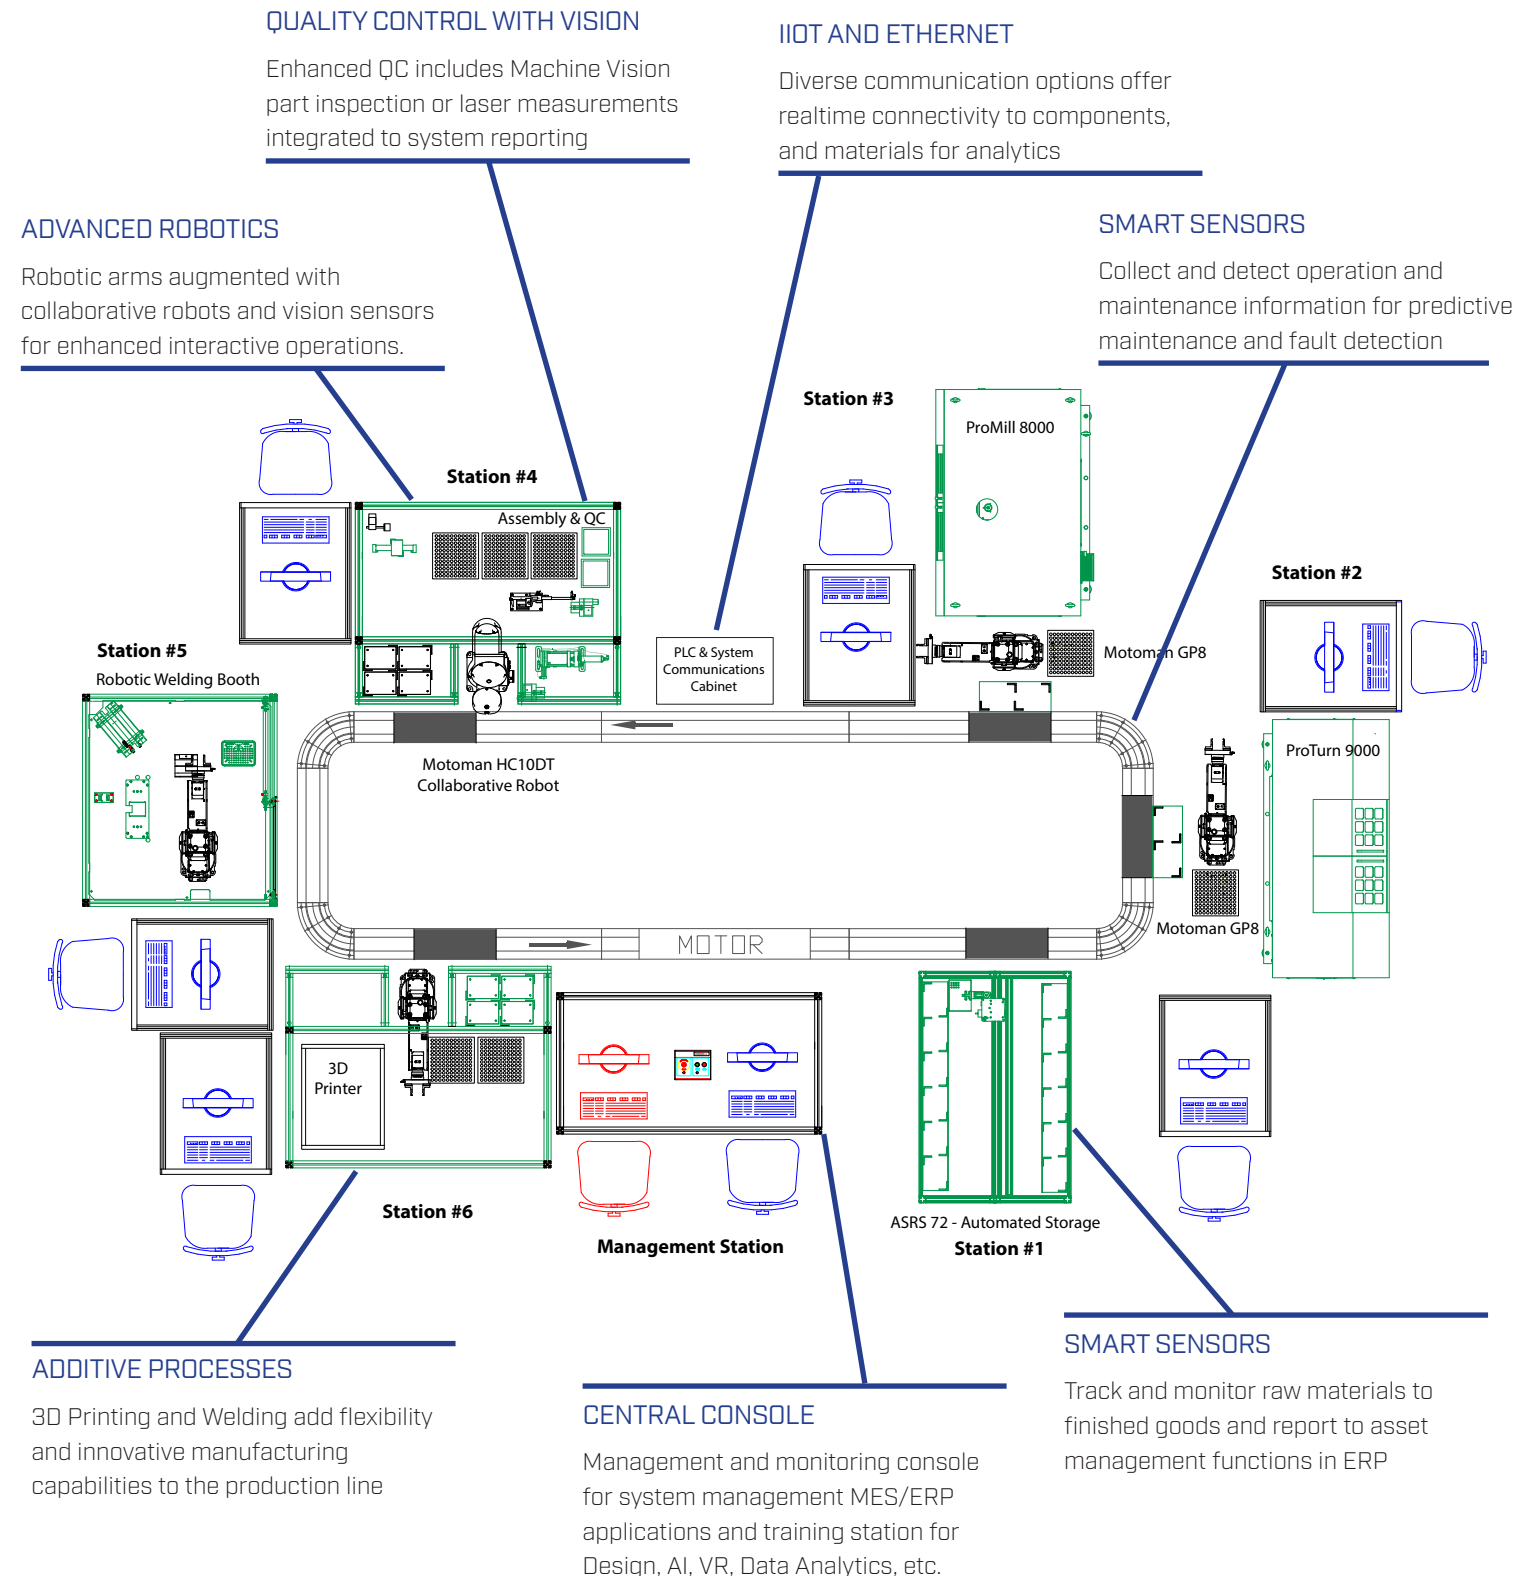 QUALITY CONTROL WITH VISION
Enhanced QC includes Machine Vision
part inspection or laser measurements
integrated to system reporting
IIOT AND ETHERNET
Diverse communication options offer
realtime connectivity to components,
and materials for analytics
ADVANCED ROBOTICS
Robotic arms augmented with
collaborative robots and vision sensors
for enhanced interactive operations.
SMART SENSORS
Collect and detect operation and
maintenance information for predictive
maintenance and fault detection
Station #3
ProMill 8000
Station #4
Assembly & QC
Station #2
Station #5
Robotic Welding Booth
PLC & System
Communications
Cabinet
Motoman GP8
ProTurn 9000
Motoman HC10DT
Collaborative Robot
Motoman GP8
MOTOR
3D
Printer
Station #6
Management Station
ASRS 72 - Automated Storage
Station #1
ADDITIVE PROCESSES
3D Printing and Welding add flexibility
and innovative manufacturing
capabilities to the production line
CENTRAL CONSOLE
Management and monitoring console
for system management MES/ERP
applications and training station for
Design, AI, VR, Data Analytics, etc.
SMART SENSORS
Track and monitor raw materials to
finished goods and report to asset
management functions in ERP